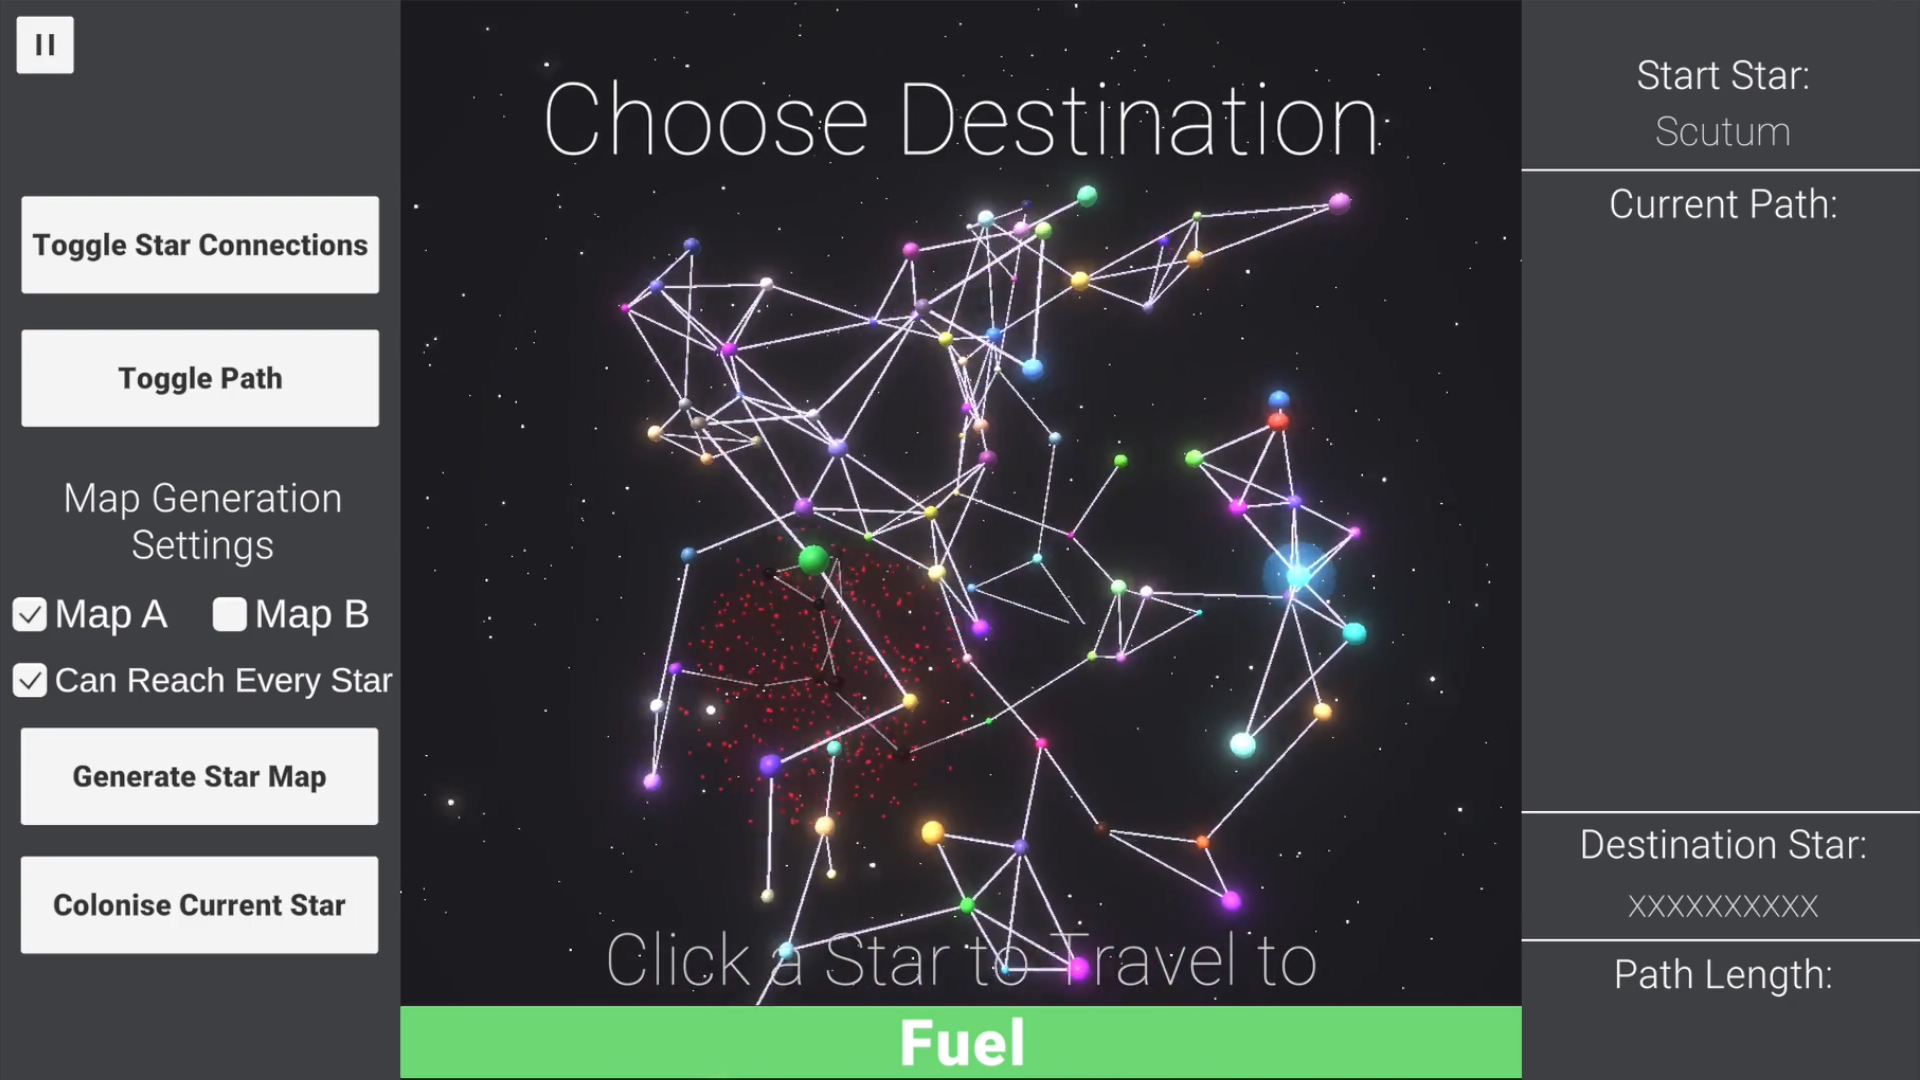 Choose Destination
Toggle Star Connections
Toggle Path
Map Generation
Settings
Map A
Map B
Can Reach Every Star
Generate Star Map
Colonise Current Star
Click a Star to Travel to
Fuel
Start Star:
Scutum
Current Path:
Destination Star:
XXXXXXXXXX
Path Length: